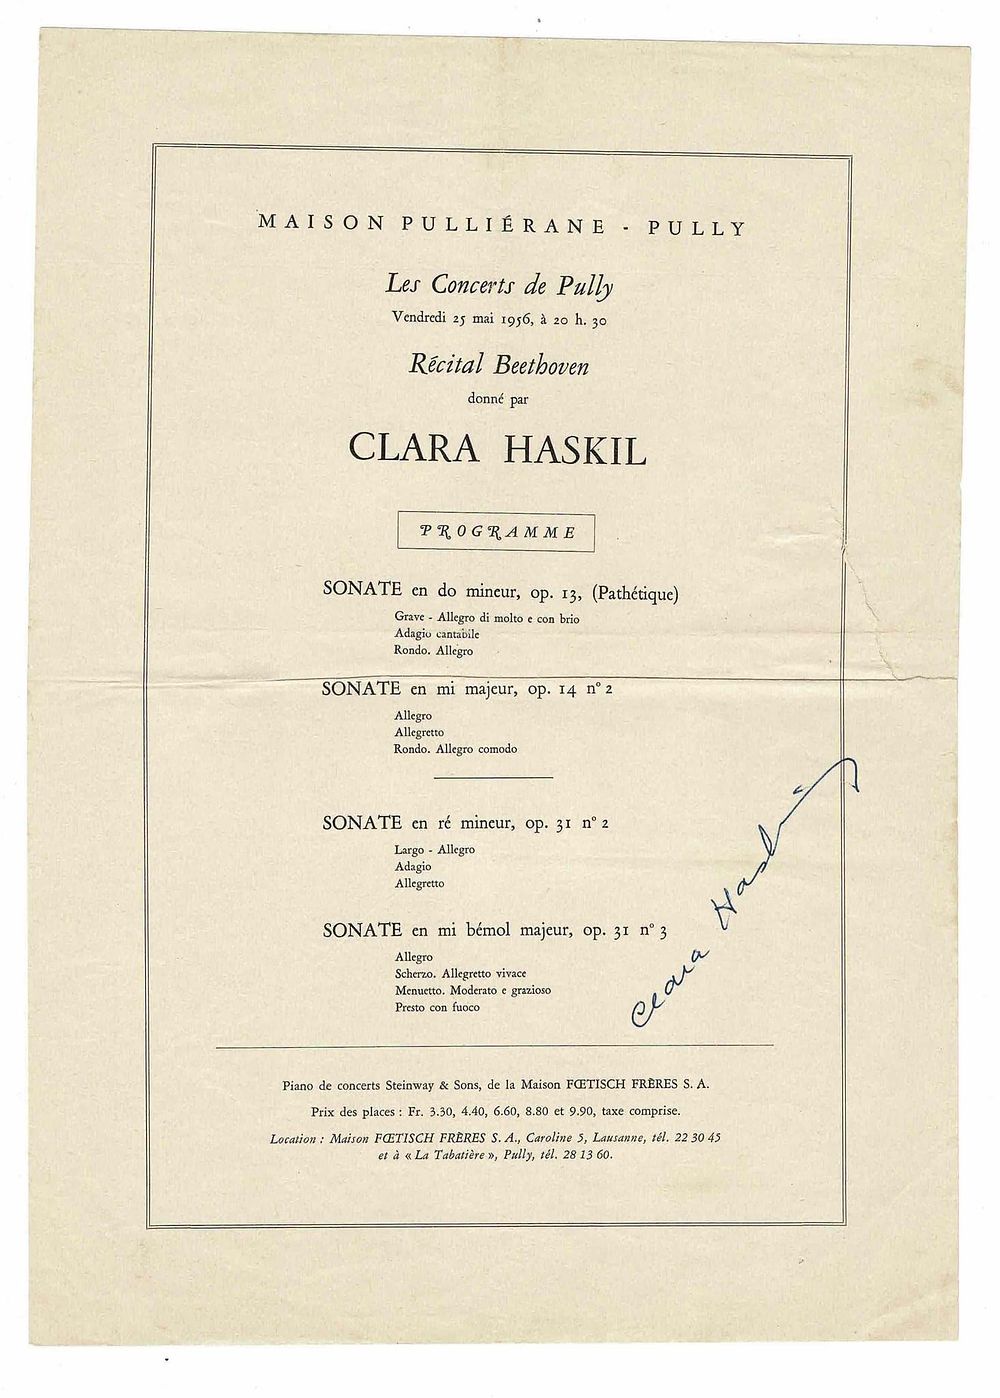 MAISON PULLIÉRANE - PULLY
Les Concerts de Pully
Vendredi 25 mai 1956, à 20 h. 30
Récital Beethoven
donné par
CLARA HASKIL
PROGRAMME
SONATE en do mineur, op. 13, (Pathétique)
Grave - Allegro di molto e con brio
Adagio cantabile
Rondo. Allegro
SONATE en mi majeur, op. 14 n° 2
Allegro
Allegretto
Rondo. Allegro comodo
SONATE en ré mineur, op. 31 n° 2
Largo - Allegro
Adagio
Allegretto
SONATE en mi bémol majeur, op. 31 n° 3
Allegro
Scherzo. Allegretto vivace
Menuetto. Moderato e grazioso
Presto con fuoco
Clara Haskil
Piano de concerts Steinway & Sons, de la Maison FŒTISCH FRÈRES S. A.
Prix des places : Fr. 3.30, 4.40, 6.60, 8.80 et 9.90, taxe comprise.
Location : Maison FŒTISCH FRÈRES S. A., Caroline 5, Lausanne, tél. 22 30 45
et à « La Tabatière », Pully, tél. 28 13 60.